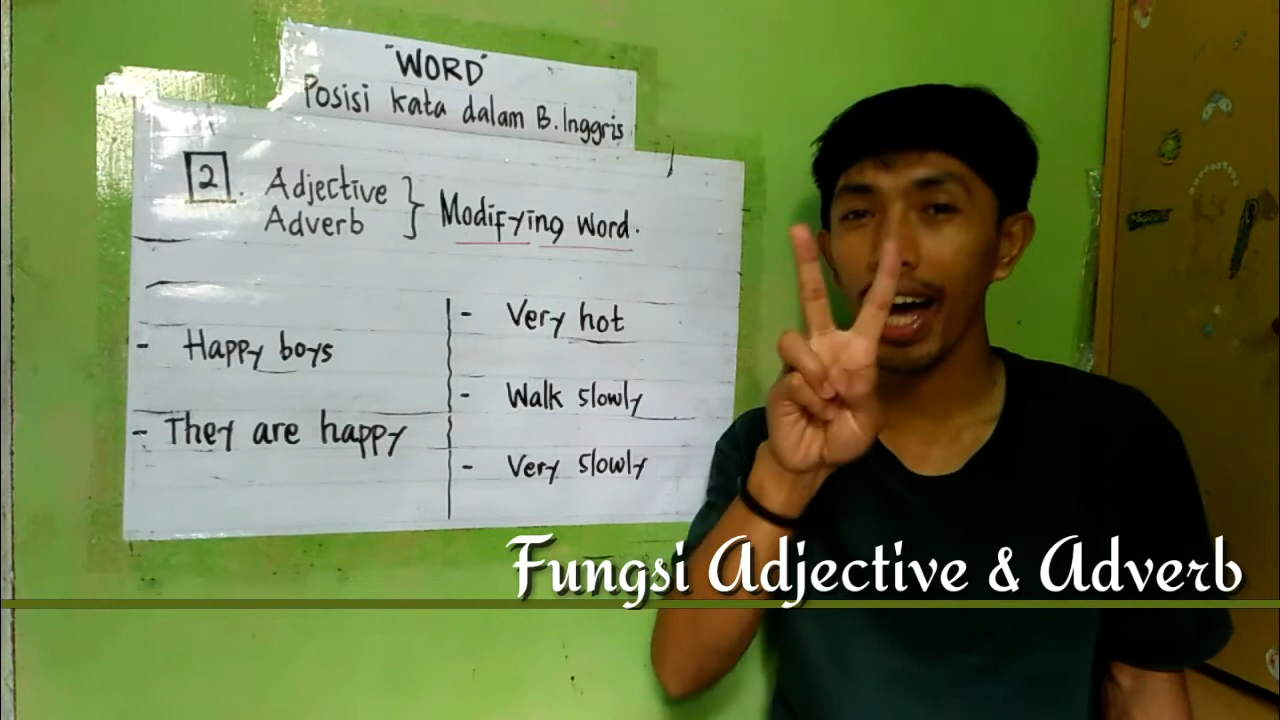 "WORD"
Posisi kata dalam B. Inggris
2. Adjective
Adverb } Modifying word.
- Happy boys
- They are happy
- Very hot
- Walk slowly
- Very slowly
Fungsi Adjective & Adverb